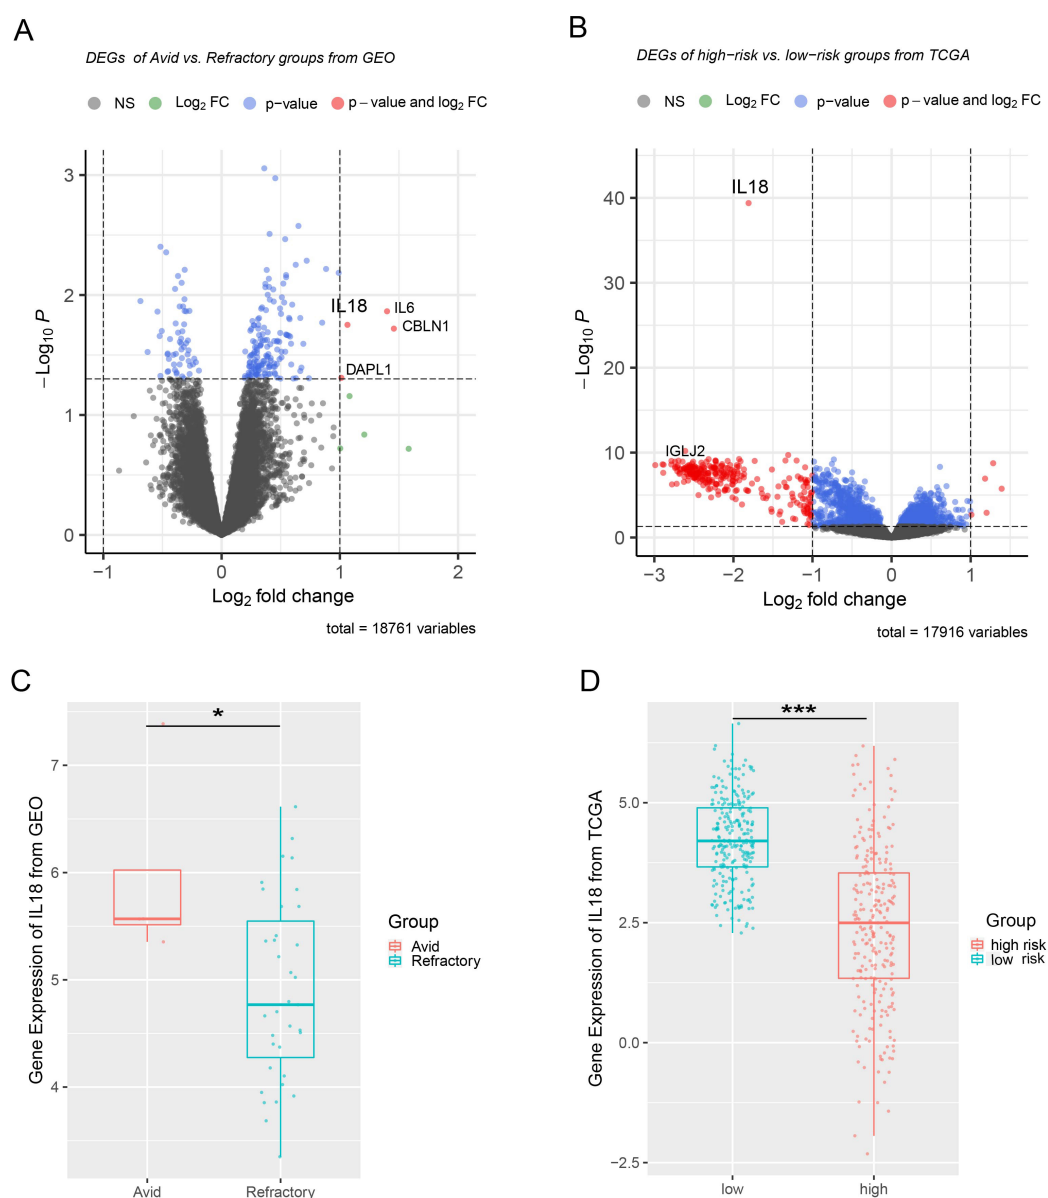 A
DEGs of Avid vs. Refractory groups from GEO
NS Log2 FC p−value p − value and log2 FC
3
2
1
0
−Log10 P
IL18
IL6
CBLN1
DAPL1
−1 0 1 2
Log2 fold change
total = 18761 variables
B
DEGs of high−risk vs. low−risk groups from TCGA
NS Log2 FC p−value p − value and log2 FC
40
30
20
10
0
−Log10 P
IL18
IGLJ2
−3 −2 −1 0 1
Log2 fold change
total = 17916 variables
C
*
7
6
5
4
Gene Expression of IL18 from GEO
Avid Refractory
Group
Avid
Refractory
D
***
5.0
2.5
0.0
−2.5
Gene Expression of IL18 from TCGA
low high
Group
high risk
low risk